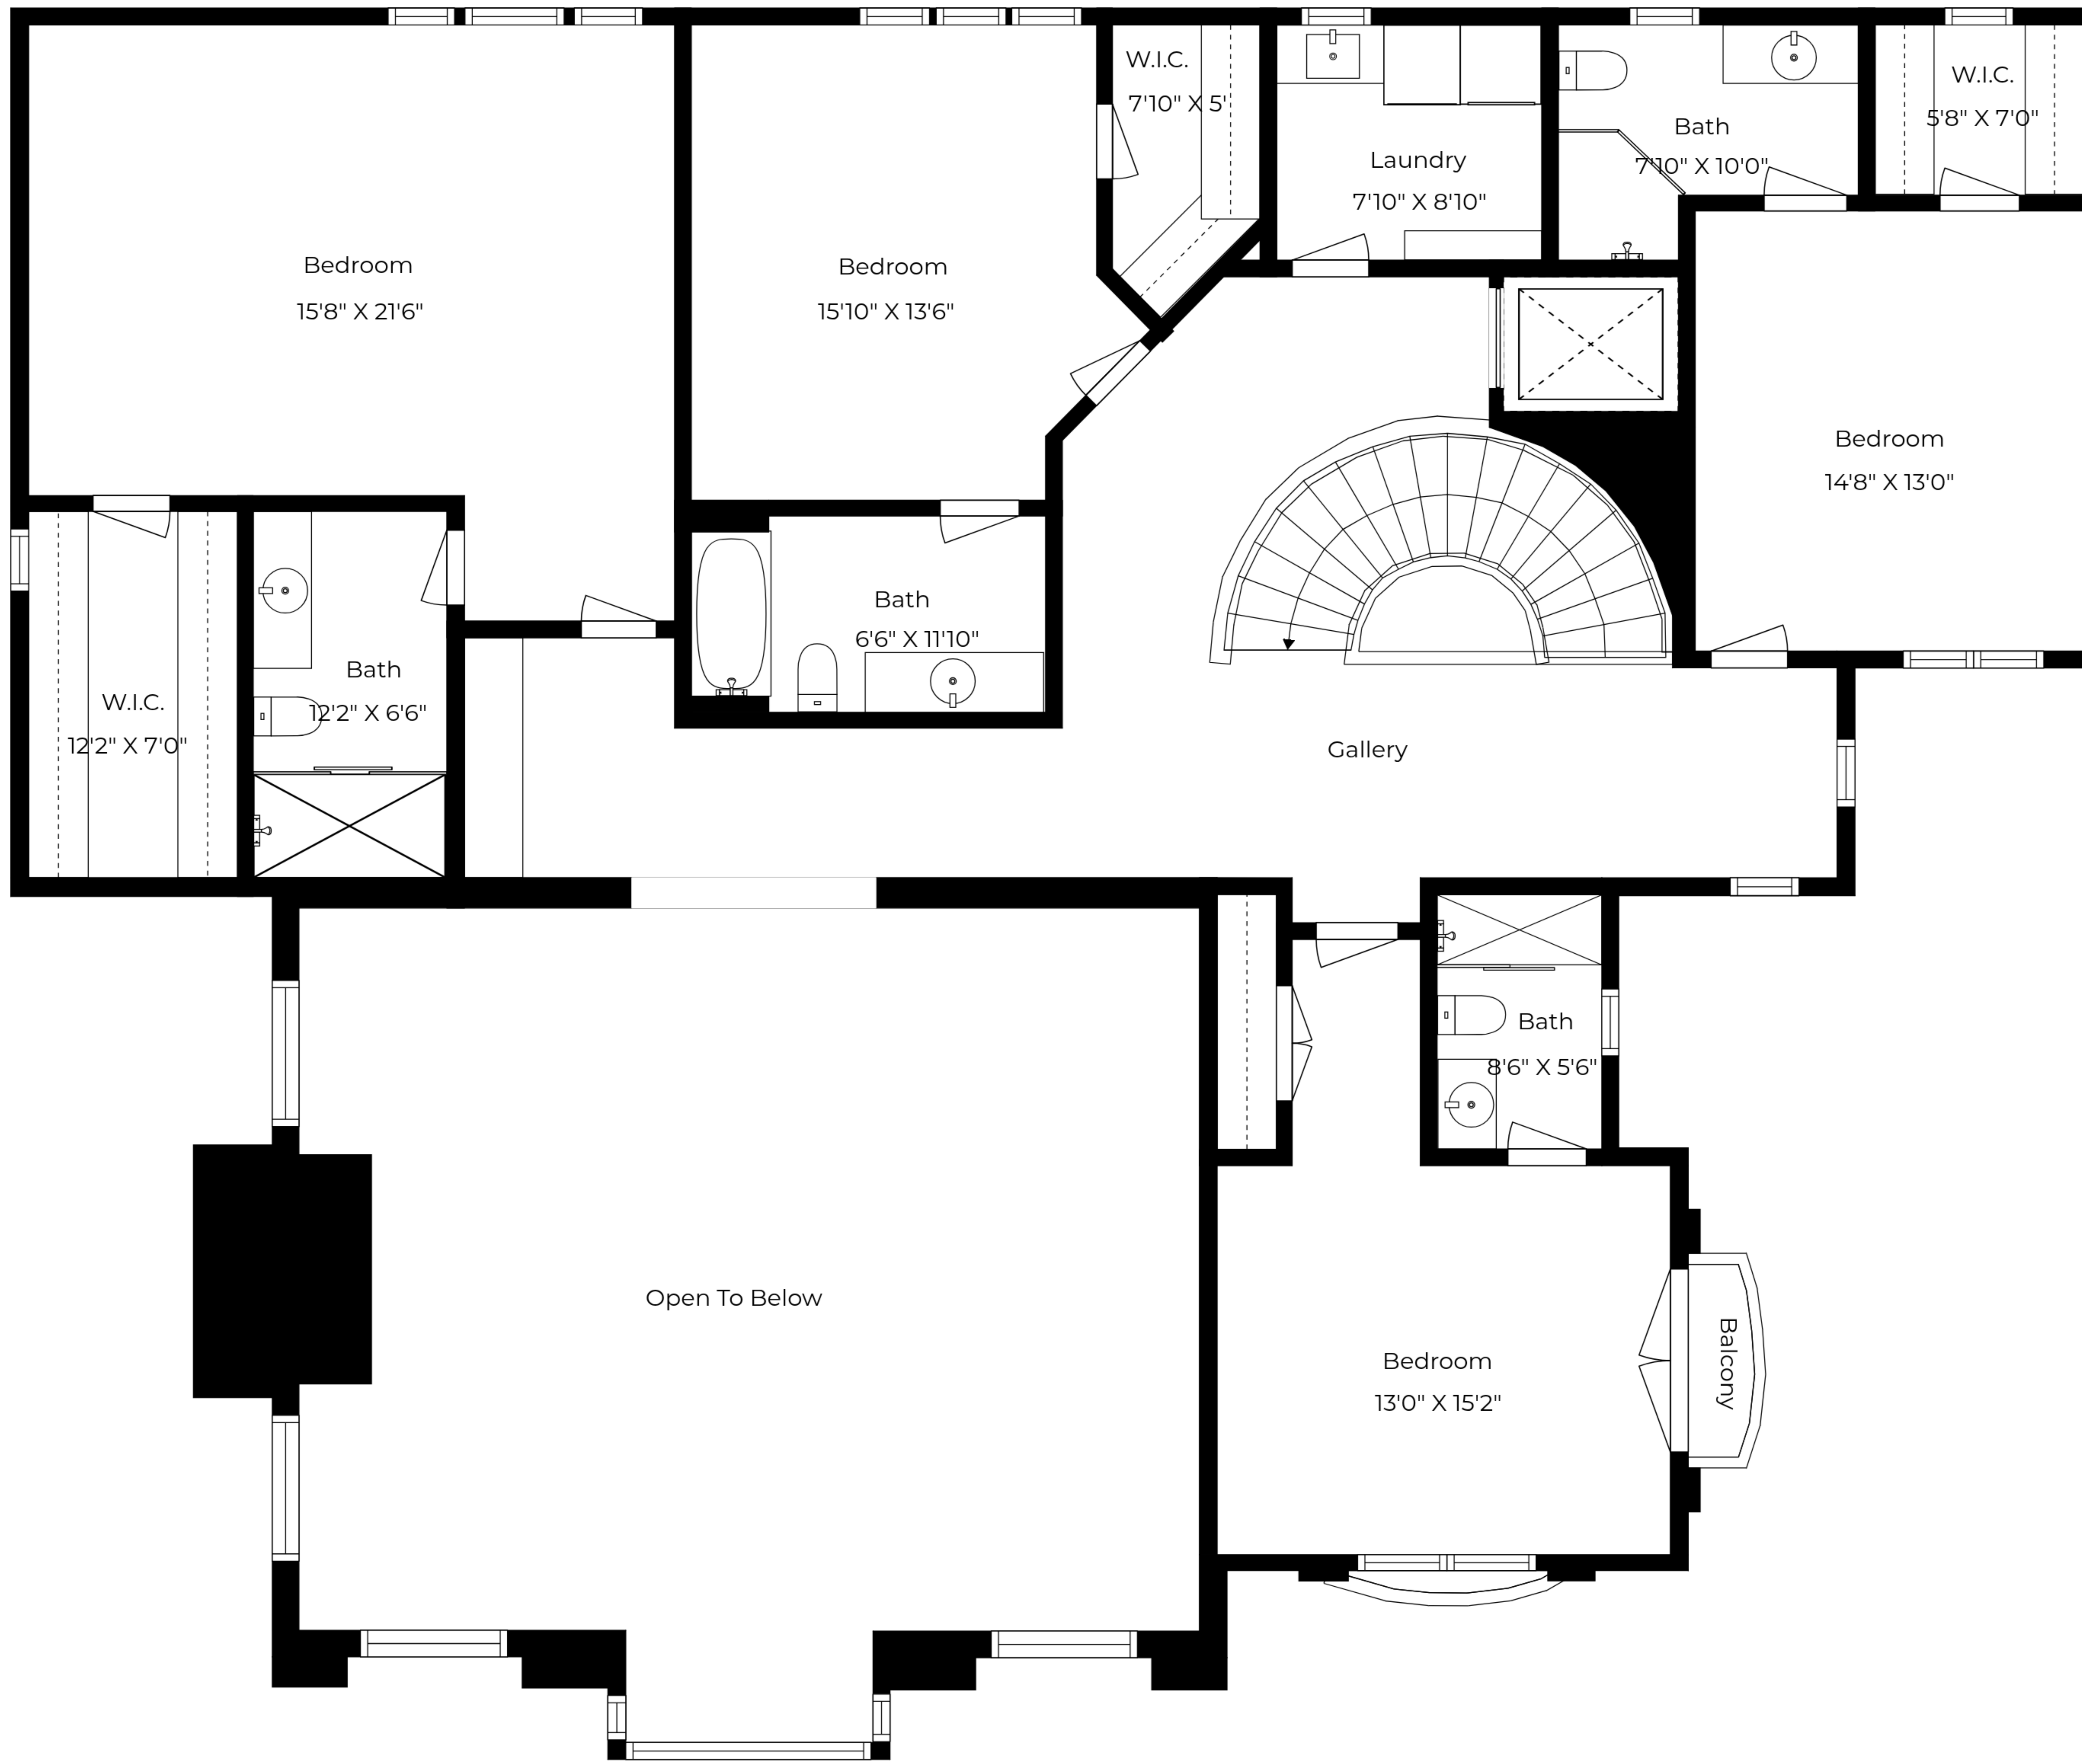 W.I.C.
7'10" X 5'
W.I.C.
5'8" X 7'0"
Bath
7'10" X 10'0"
Laundry
7'10" X 8'10"
Bedroom
15'8" X 21'6"
Bedroom
15'10" X 13'6"
Bedroom
14'8" X 13'0"
Bath
6'6" X 11'10"
Bath
12'2" X 6'6"
W.I.C.
12'2" X 7'0"
Gallery
Bath
8'6" X 5'6"
Open To Below
Bedroom
13'0" X 15'2"
Balcony